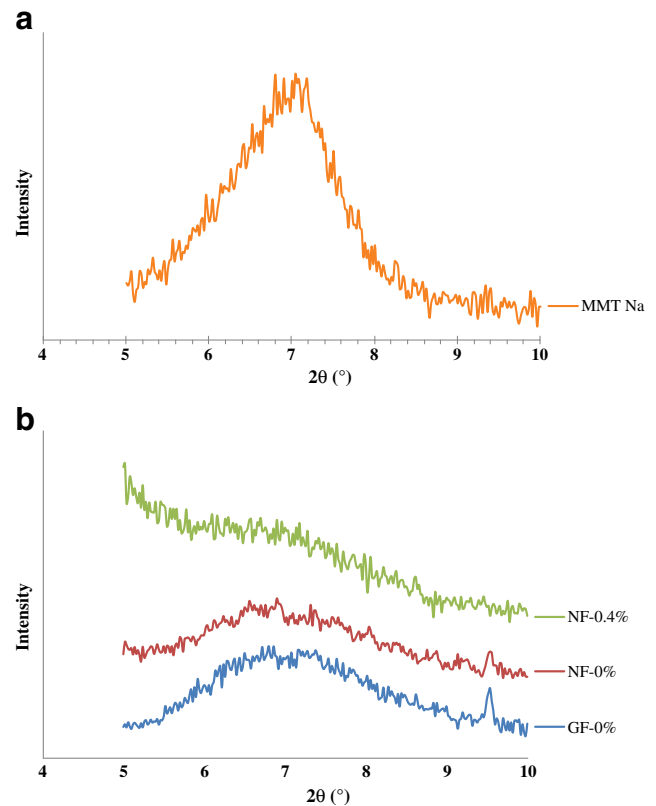 a
Intensity
MMT Na
4 5 6 7 8 9 10
2θ (°)
b
Intensity
NF-0.4%
NF-0%
GF-0%
4 5 6 7 8 9 10
2θ (°)